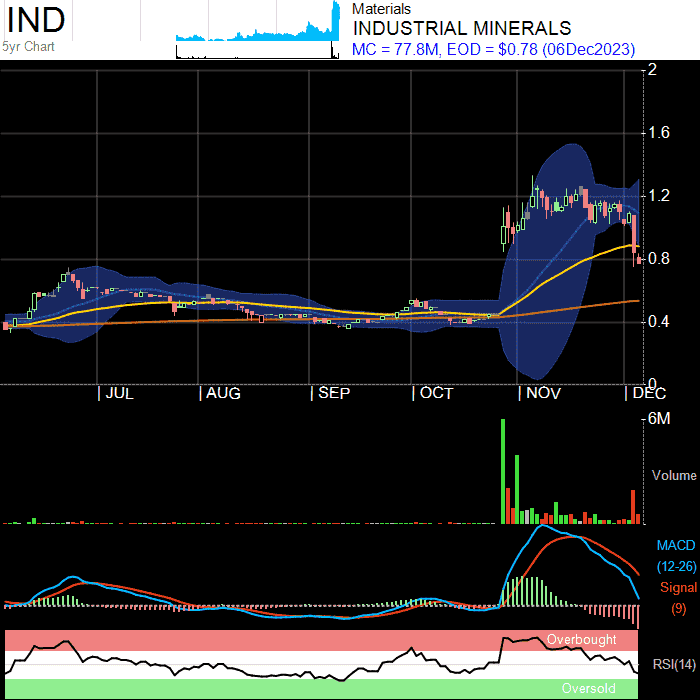 IND
5yr Chart
Materials
INDUSTRIAL MINERALS
MC = 77.8M, EOD = $0.78 (06Dec2023)
2
1.6
1.2
0.8
0.4
0
| JUL | AUG | SEP | OCT | NOV | DEC
6M
Volume
MACD
(12-26)
Signal
(9)
Overbought
RSI(14)
Oversold